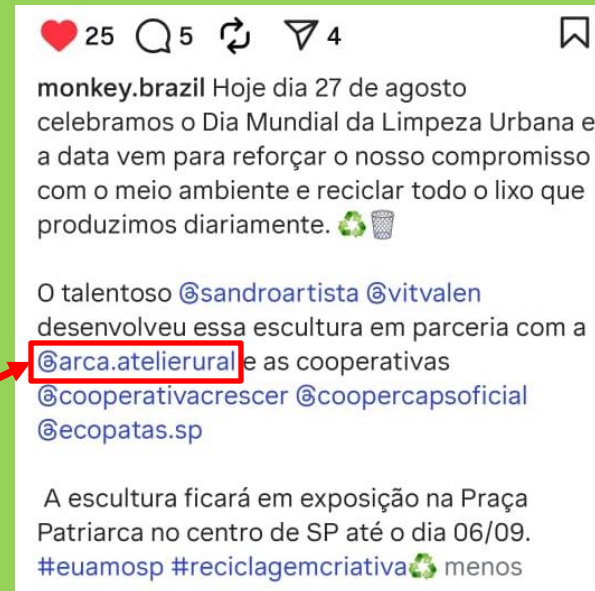 25 5 4
monkey.brazil Hoje dia 27 de agosto
celebramos o Dia Mundial da Limpeza Urbana e
a data vem para reforçar o nosso compromisso
com o meio ambiente e reciclar todo o lixo que
produzimos diariamente. ♻️🗑️
O talentoso @sandroartista @vitvalen
desenvolveu essa escultura em parceria com a
@arca.atelierural e as cooperativas
@cooperativacrescer @coopercapsoficial
@ecopatas.sp
A escultura ficará em exposição na Praça
Patriarca no centro de SP até o dia 06/09.
#euamosp #reciclagemcriativa♻️ menos